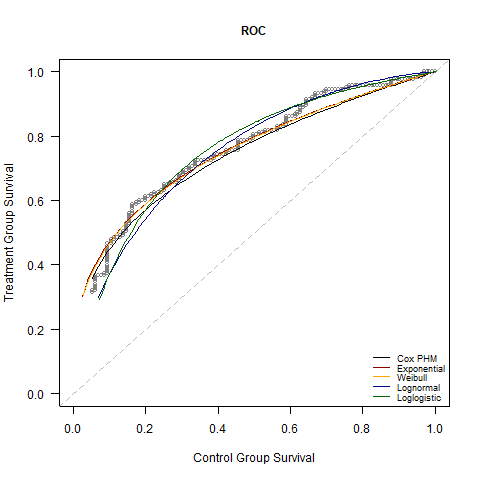 ROC
Treatment Group Survival
1.0
0.8
0.6
0.4
0.2
0.0
0.0 0.2 0.4 0.6 0.8 1.0
Control Group Survival
Cox PHM
Exponential
Weibull
Lognormal
Loglogistic